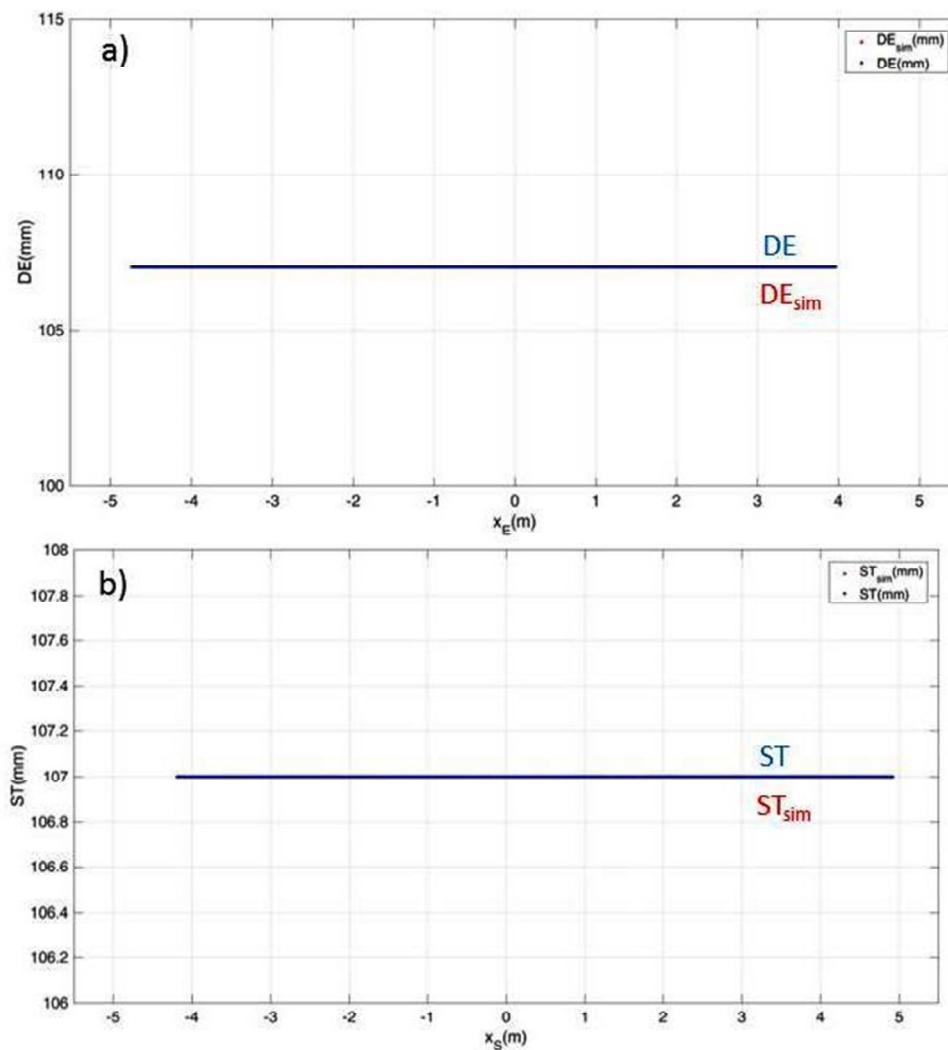 a)
DEsim(mm)
DE(mm)
115
110
105
100
DE(mm)
DE
DEsim
-5 -4 -3 -2 -1 0 1 2 3 4 5
xE(m)
b)
STsim(mm)
ST(mm)
108
107.8
107.6
107.4
107.2
107
106.8
106.6
106.4
106.2
106
ST(mm)
ST
STsim
-5 -4 -3 -2 -1 0 1 2 3 4 5
xS(m)